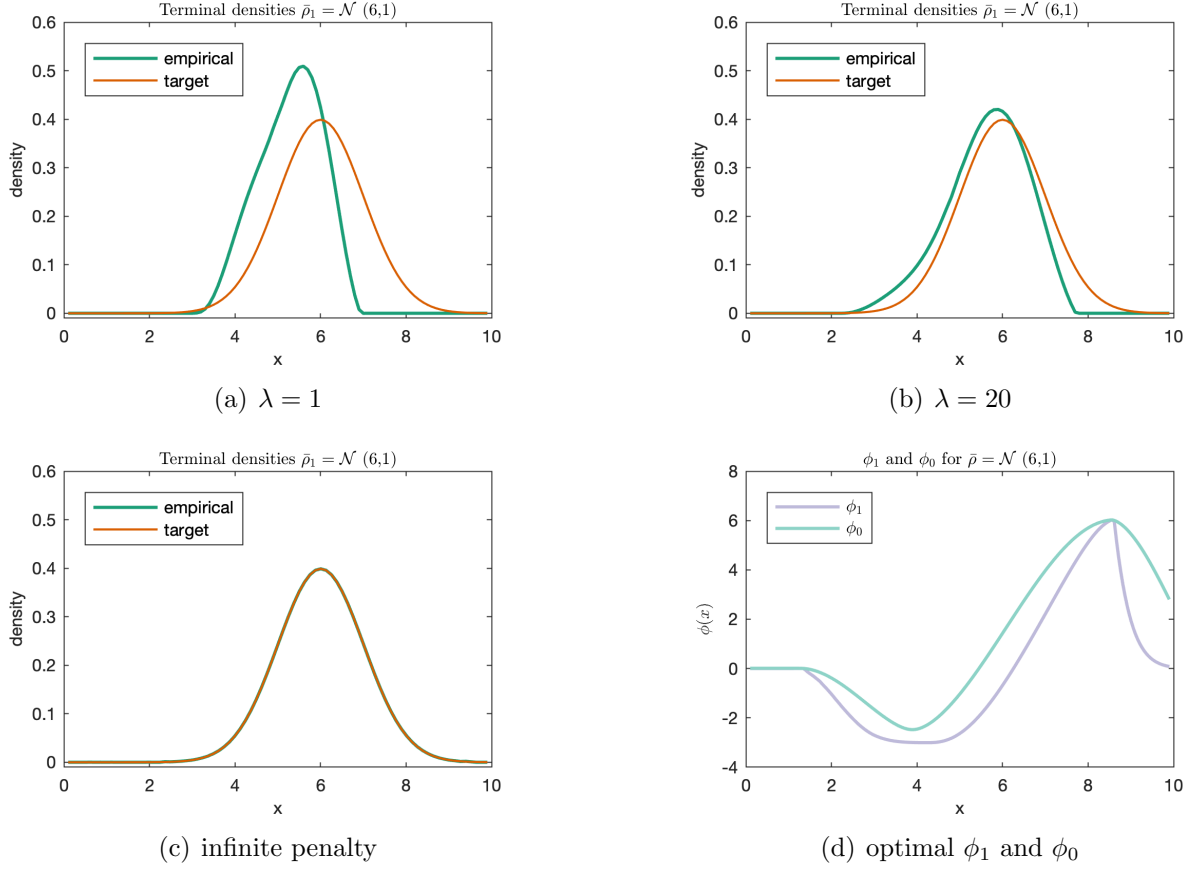 Terminal densities ρ̄₁ = 𝒩 (6,1)
0.6
0.5
0.4
0.3
0.2
0.1
0
density
empirical
target
0 2 4 6 8 10
x
(a) λ = 1
Terminal densities ρ̄₁ = 𝒩 (6,1)
0.6
0.5
0.4
0.3
0.2
0.1
0
density
empirical
target
0 2 4 6 8 10
x
(b) λ = 20
Terminal densities ρ̄₁ = 𝒩 (6,1)
0.6
0.5
0.4
0.3
0.2
0.1
0
density
empirical
target
0 2 4 6 8 10
x
(c) infinite penalty
ϕ₁ and ϕ₀ for ρ̄ = 𝒩 (6,1)
8
6
4
2
0
-2
-4
ϕ(x)
ϕ₁
ϕ₀
0 2 4 6 8 10
x
(d) optimal ϕ₁ and ϕ₀